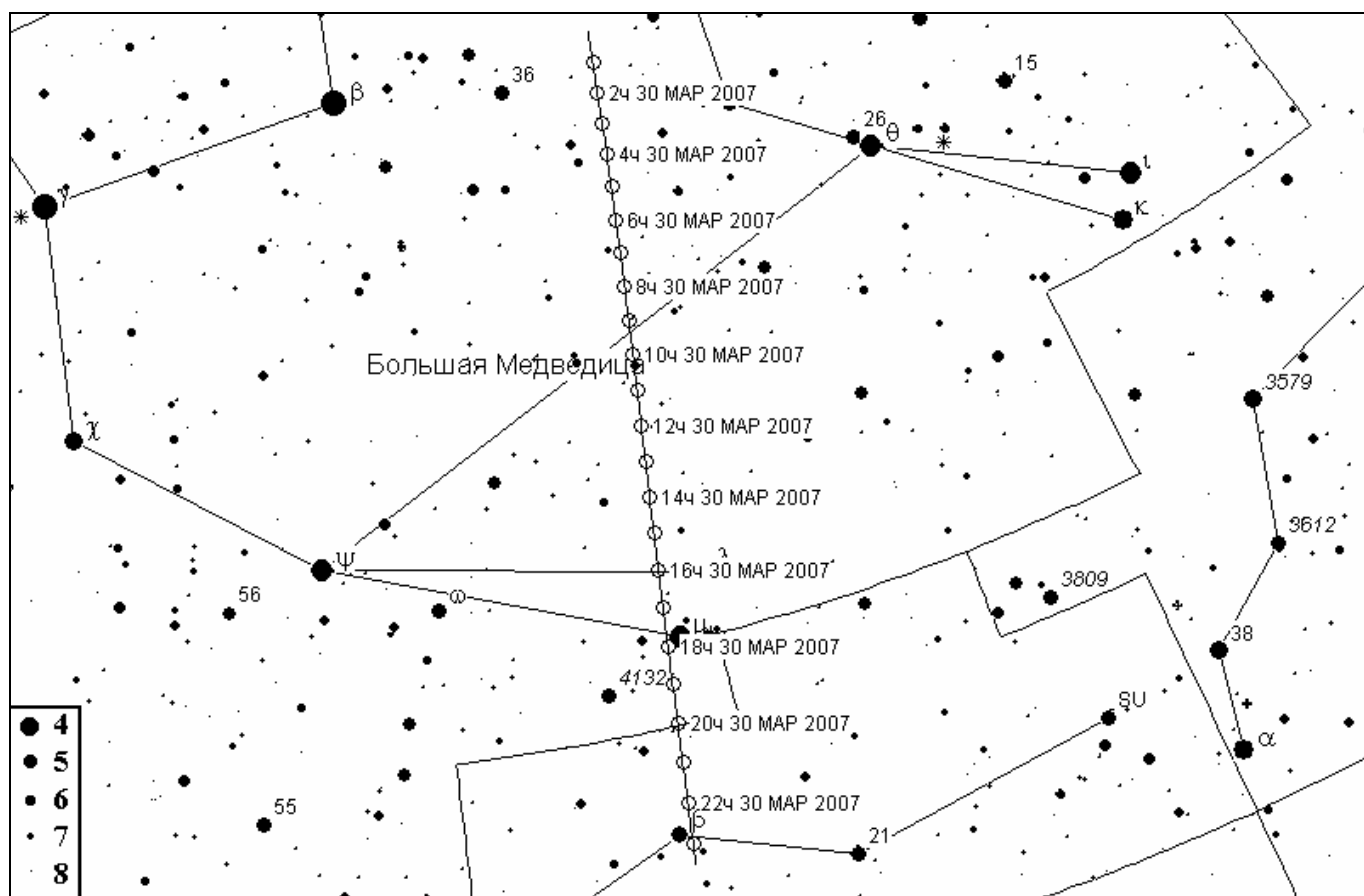 15
36
β
2ч 30 МАР 2007
26
θ
4ч 30 МАР 2007
ι
γ
κ
6ч 30 МАР 2007
8ч 30 МАР 2007
10ч 30 МАР 2007
Большая Медведица
3579
12ч 30 МАР 2007
χ
14ч 30 МАР 2007
9612
λ
ψ
16ч 30 МАР 2007
3809
ω
56
μ
38
18ч 30 МАР 2007
4132
SU
20ч 30 МАР 2007
α
4
5
6
7
8
22ч 30 МАР 2007
55
21